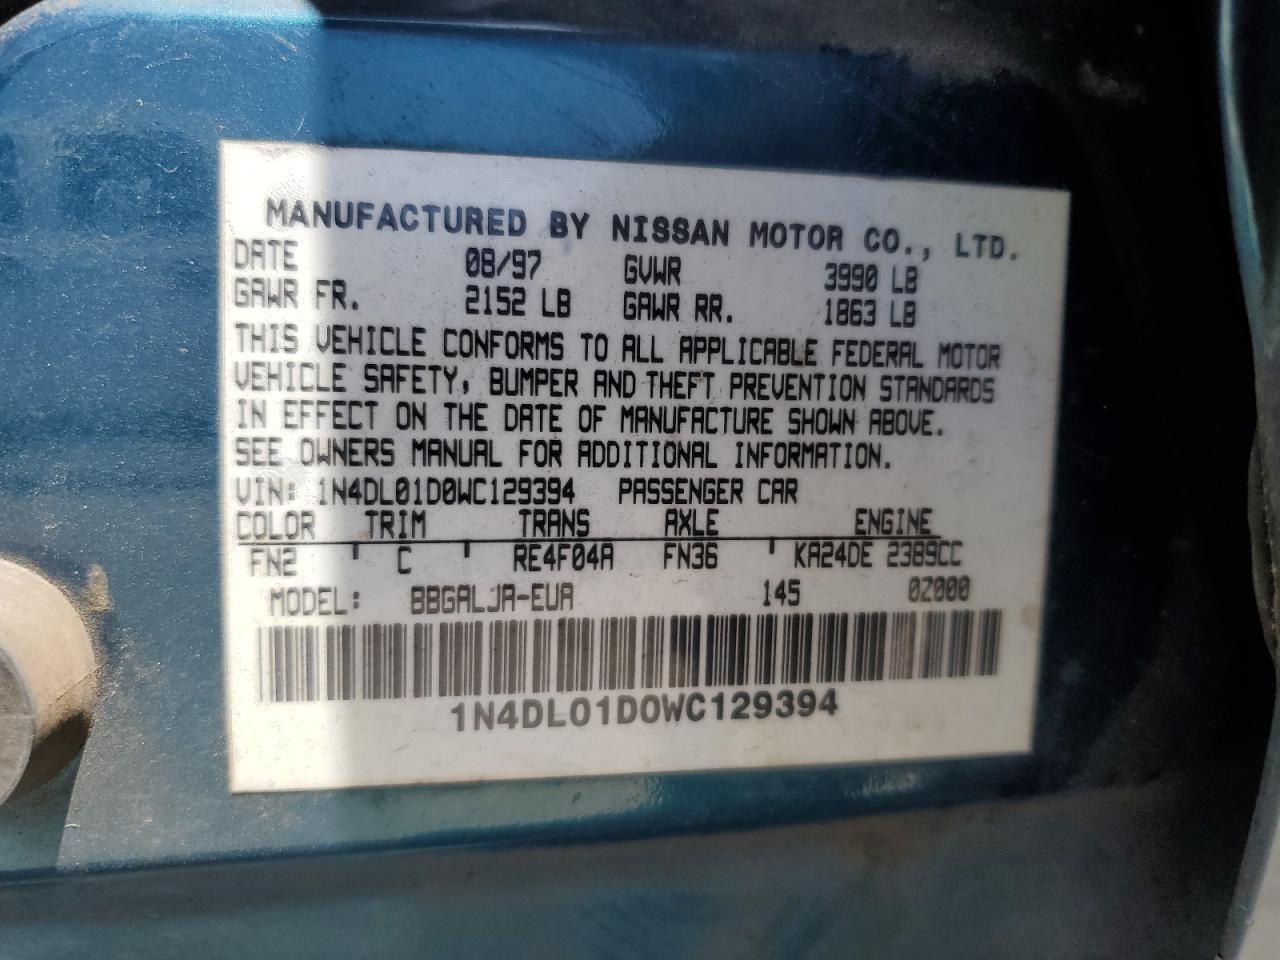 MANUFACTURED BY NISSAN MOTOR CO., LTD.
DATE 08/97 GVWR 3990 LB
GAWR FR. 2152 LB GAWR RR. 1863 LB
THIS VEHICLE CONFORMS TO ALL APPLICABLE FEDERAL MOTOR
VEHICLE SAFETY, BUMPER AND THEFT PREVENTION STANDARDS
IN EFFECT ON THE DATE OF MANUFACTURE SHOWN ABOVE.
SEE OWNERS MANUAL FOR ADDITIONAL INFORMATION.
VIN: 1N4DL01D0WC129394 PASSENGER CAR
COLOR TRIM TRANS AXLE ENGINE
FN2 ' C ' RE4F04A FN36 ' KA24DE 2389CC
MODEL: BBGALJA-EUA 145 0Z000
1N4DL01D0WC129394